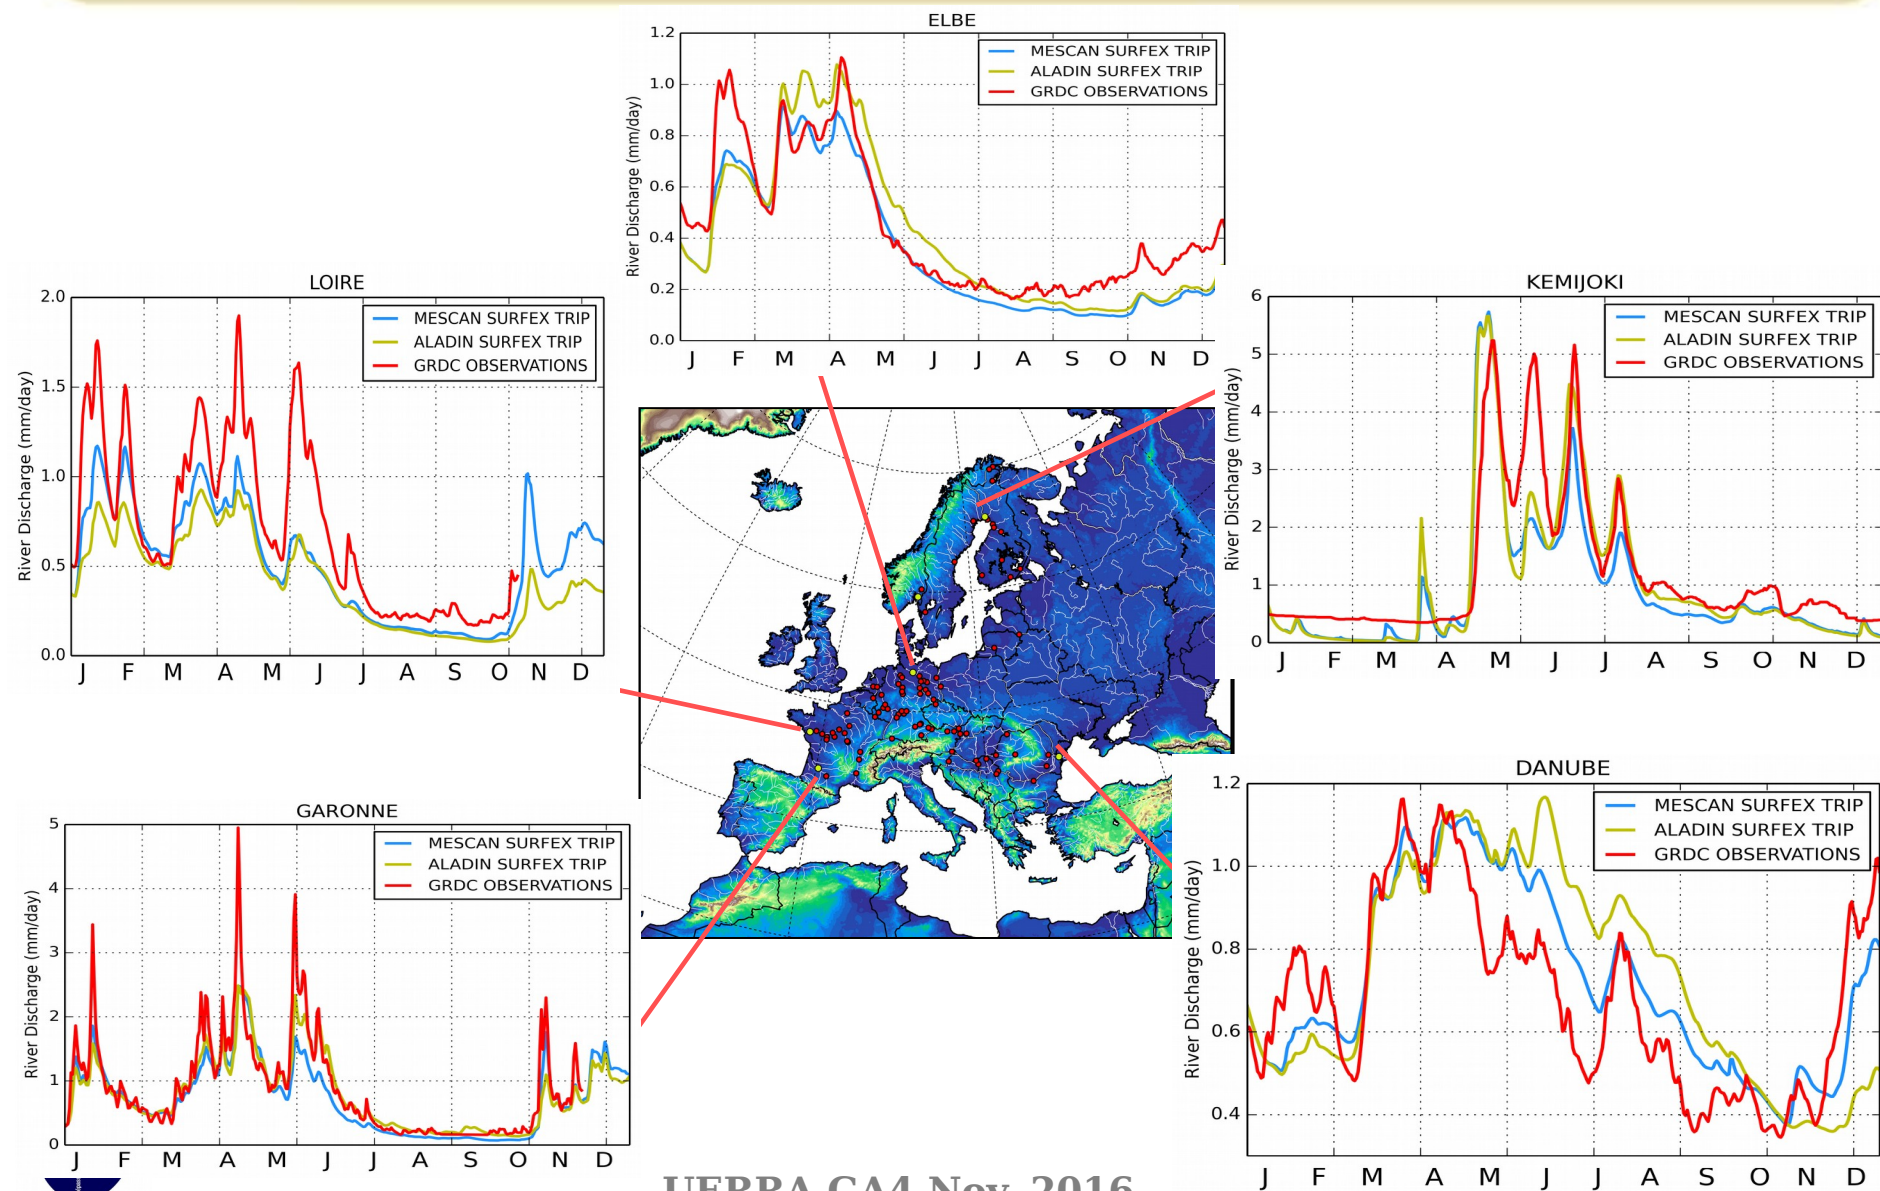 ELBE
1.2
1.0
0.8
0.6
0.4
0.2
0.0
River Discharge (mm/day)
MESCAN SURFEX TRIP
ALADIN SURFEX TRIP
GRDC OBSERVATIONS
J F M A M J J A S O N D
LOIRE
2.0
1.5
1.0
0.5
0.0
River Discharge (mm/day)
MESCAN SURFEX TRIP
ALADIN SURFEX TRIP
GRDC OBSERVATIONS
J F M A M J J A S O N D
KEMIJOKI
6
5
4
3
2
1
0
River Discharge (mm/day)
MESCAN SURFEX TRIP
ALADIN SURFEX TRIP
GRDC OBSERVATIONS
J F M A M J J A S O N D
GARONNE
5
4
3
2
1
0
River Discharge (mm/day)
MESCAN SURFEX TRIP
ALADIN SURFEX TRIP
GRDC OBSERVATIONS
J F M A M J J A S O N D
DANUBE
1.2
1.0
0.8
0.6
0.4
River Discharge (mm/day)
MESCAN SURFEX TRIP
ALADIN SURFEX TRIP
GRDC OBSERVATIONS
J F M A M J J A S O N D
UERRA GA4 Nov. 2016